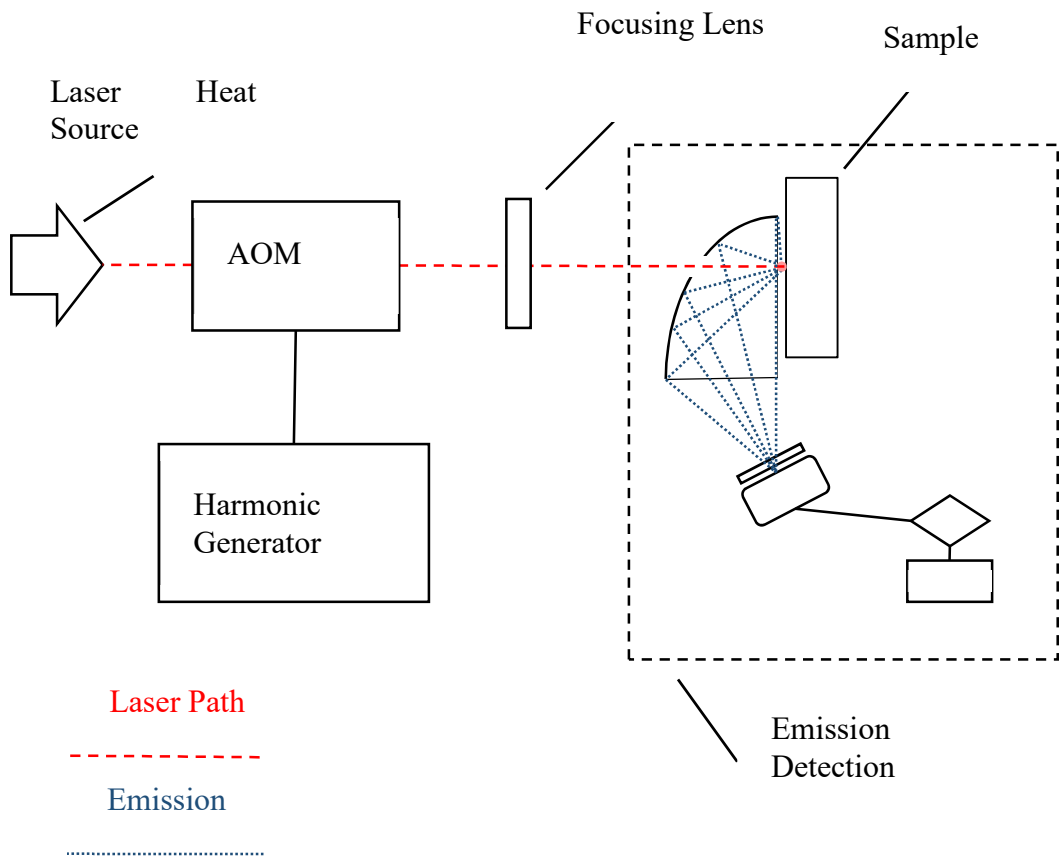 Focusing Lens
Sample
Laser Heat
Source
AOM
Harmonic
Generator
Laser Path
Emission
Detection
Emission